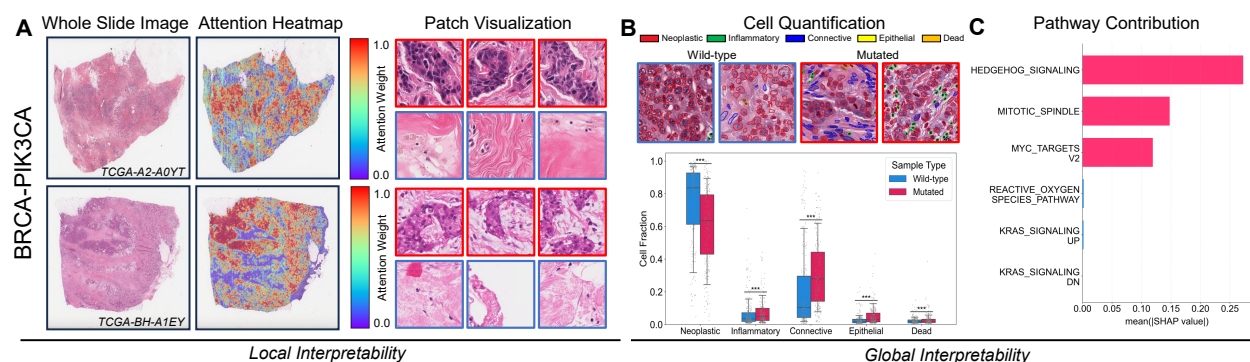 A
Whole Slide Image
Attention Heatmap
Patch Visualization
BRCA-PIK3CA
TCGA-A2-A0YT
1.0
Attention Weight
0.0
TCGA-BH-A1EY
1.0
Attention Weight
0.0
Local Interpretability
B
Cell Quantification
Neoplastic
Inflammatory
Connective
Epithelial
Dead
Wild-type
Mutated
Cell Fraction
1.0
0.8
0.6
0.4
0.2
0.0
***
***
***
***
***
Sample Type
Wild-type
Mutated
Neoplastic
Inflammatory
Connective
Epithelial
Dead
C
Pathway Contribution
HEDGEHOG_SIGNALING
MITOTIC_SPINDLE
MYC_TARGETS
V2
REACTIVE_OXYGEN
SPECIES_PATHWAY
KRAS_SIGNALING
UP
KRAS_SIGNALING
DN
0.00 0.05 0.10 0.15 0.20 0.25
mean(|SHAP value|)
Global Interpretability